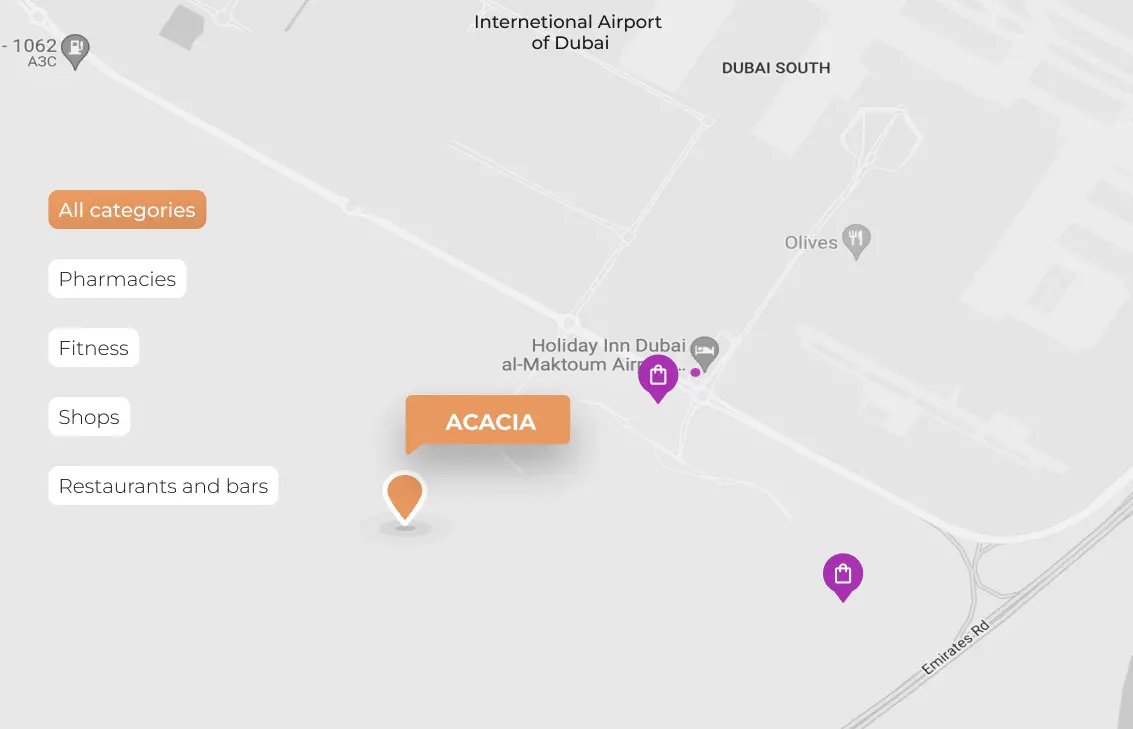 Internetional Airport
of Dubai
DUBAI SOUTH
- 1062
A3C
All categories
Olives
Pharmacies
Fitness
Holiday Inn Dubai
al-Maktoum Air...
ACACIA
Shops
Restaurants and bars
Emirates Rd